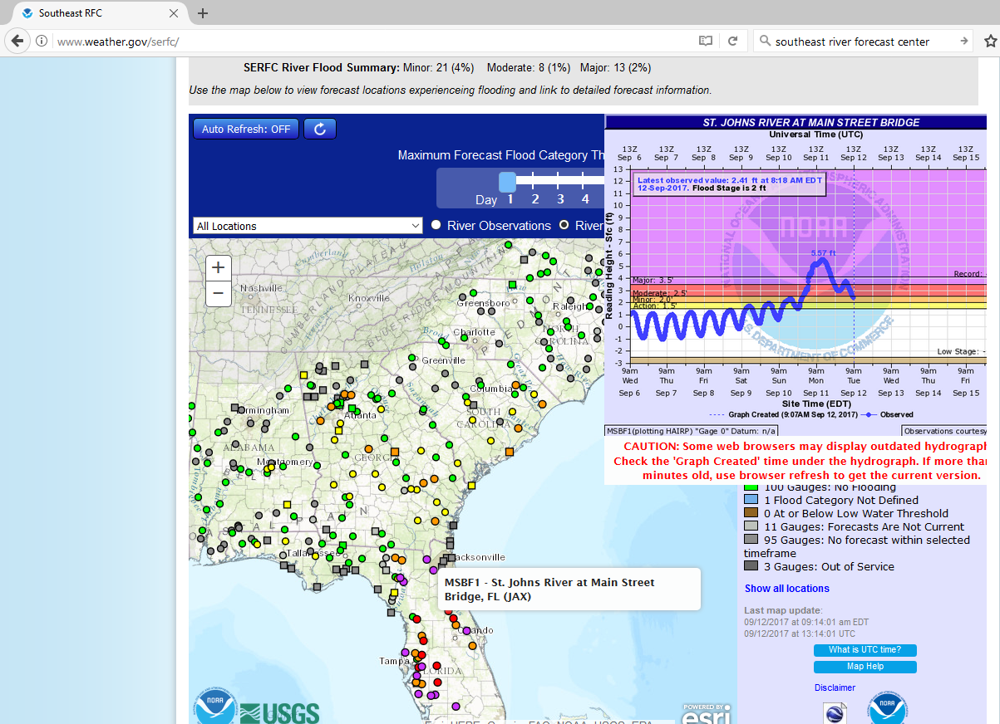 Southeast RFC
www.weather.gov/serfc/
southeast river forecast center
SERFC River Flood Summary: Minor: 21 (4%) Moderate: 8 (1%) Major: 13 (2%)
Use the map below to view forecast locations experienceing flooding and link to detailed forecast information.
Auto Refresh: OFF
Maximum Forecast Flood Category Th
Day 1 2 3 4
All Locations
River Observations
River
ST. JOHNS RIVER AT MAIN STREET BRIDGE
Universal Time (UTC)
13Z 13Z 13Z 13Z 13Z 13Z 13Z 13Z 13Z 13Z
Sep 6 Sep 7 Sep 8 Sep 9 Sep 10 Sep 11 Sep 12 Sep 13 Sep 14 Sep 15
Reading Height - Sfc (ft)
13
12
11
10
9
8
7
6
5
4
3
2
1
0
-1
-2
-3
Latest observed value: 2.41 ft at 8:18 AM EDT
12-Sep-2017. Flood Stage is 2 ft
NOAA
5.57 ft
Record:
Major: 3.5'
Moderate: 2.5'
Minor: 2.0'
Action: 1.5'
Low Stage: -
9am 9am 9am 9am 9am 9am 9am 9am 9am 9am
Wed Thu Fri Sat Sun Mon Tue Wed Thu Fri
Sep 6 Sep 7 Sep 8 Sep 9 Sep 10 Sep 11 Sep 12 Sep 13 Sep 14 Sep 15
Site Time (EDT)
Graph Created (9:07AM Sep 12, 2017) Observed
MSBF1(plotting HAIRP) "Gage 0" Datum: n/a
Observations courtesy
CAUTION: Some web browsers may display outdated hydrograph
Check the 'Graph Created' time under the hydrograph. If more than
minutes old, use browser refresh to get the current version.
+
−
Nashville
TENNESSEE
Cumberland
CUMBERLAND PLATEAU
Knoxville
Holston
Greensboro
Raleigh
NORTH
CAROLINA
PIEDMONT
Charlotte
Broad
Greenville
Columbia
SOUTH
CAROLINA
Atlanta
Birmingham
ALABAMA
Montgomery
GEORGIA
Tallahassee
Jacksonville
MSBF1 - St. Johns River at Main Street
Bridge, FL (JAX)
Orlando
Tampa
FLORIDA
100 Gauges: No Flooding
1 Flood Category Not Defined
0 At or Below Low Water Threshold
11 Gauges: Forecasts Are Not Current
95 Gauges: No forecast within selected
timeframe
3 Gauges: Out of Service
Show all locations
Last map update:
09/12/2017 at 09:14:01 am EDT
09/12/2017 at 13:14:01 UTC
What is UTC time?
Map Help
Disclaimer
NOAA
USGS
POWERED BY
esri
NOAA